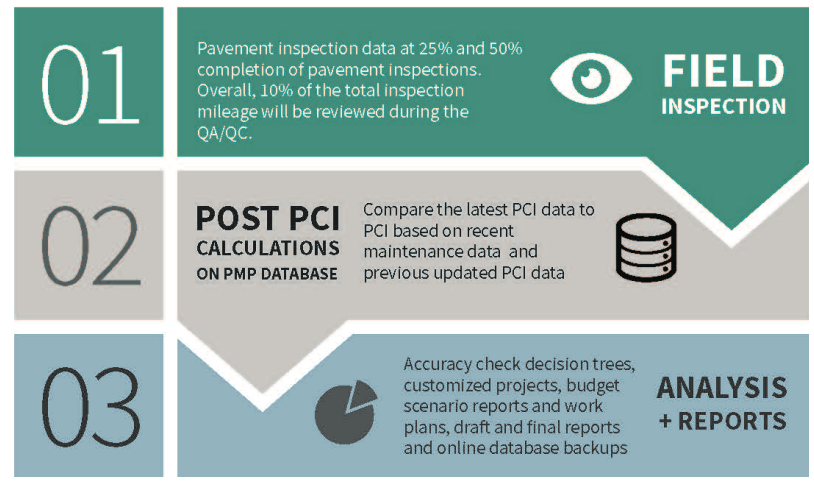 01
Pavement inspection data at 25% and 50%
completion of pavement inspections.
Overall, 10% of the total inspection
mileage will be reviewed during the
QA/QC.
FIELD
INSPECTION
02
POST PCI
CALCULATIONS
ON PMP DATABASE
Compare the latest PCI data to
PCI based on recent
maintenance data and
previous updated PCI data
03
Accuracy check decision trees,
customized projects, budget
scenario reports and work
plans, draft and final reports
and online database backups
ANALYSIS
+ REPORTS